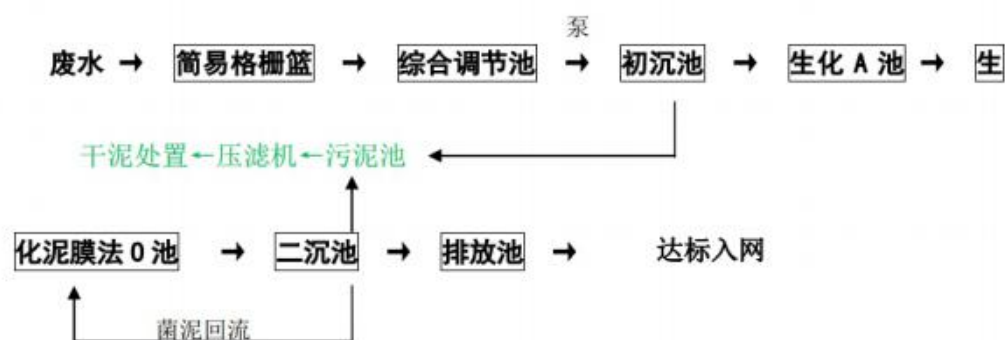 泵
废水 → 简易格栅篮 → 综合调节池 → 初沉池 → 生化 A 池 → 生
干泥处置←压滤机←污泥池
化泥膜法 0 池 → 二沉池 → 排放池 → 达标入网
菌泥回流